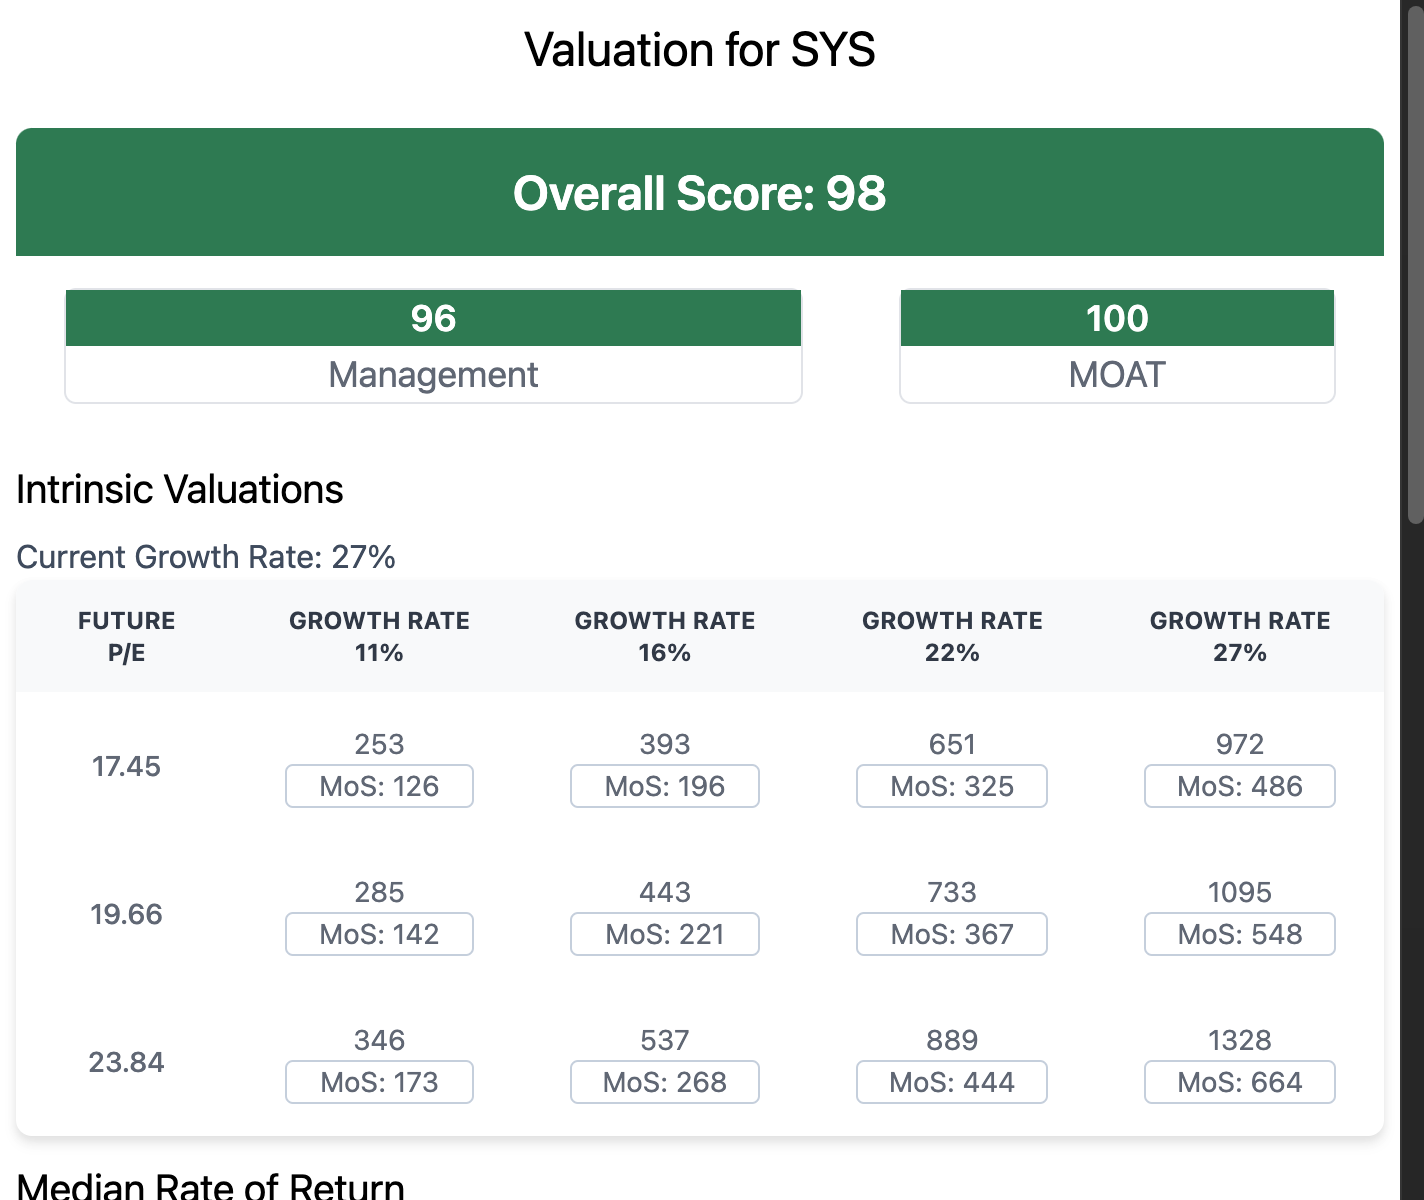 Valuation for SYS
Overall Score: 98
96
Management
100
MOAT
Intrinsic Valuations
Current Growth Rate: 27%
FUTURE P/E
GROWTH RATE 11%
GROWTH RATE 16%
GROWTH RATE 22%
GROWTH RATE 27%
17.45
253
MoS: 126
393
MoS: 196
651
MoS: 325
972
MoS: 486
19.66
285
MoS: 142
443
MoS: 221
733
MoS: 367
1095
MoS: 548
23.84
346
MoS: 173
537
MoS: 268
889
MoS: 444
1328
MoS: 664
Median Rate of Return